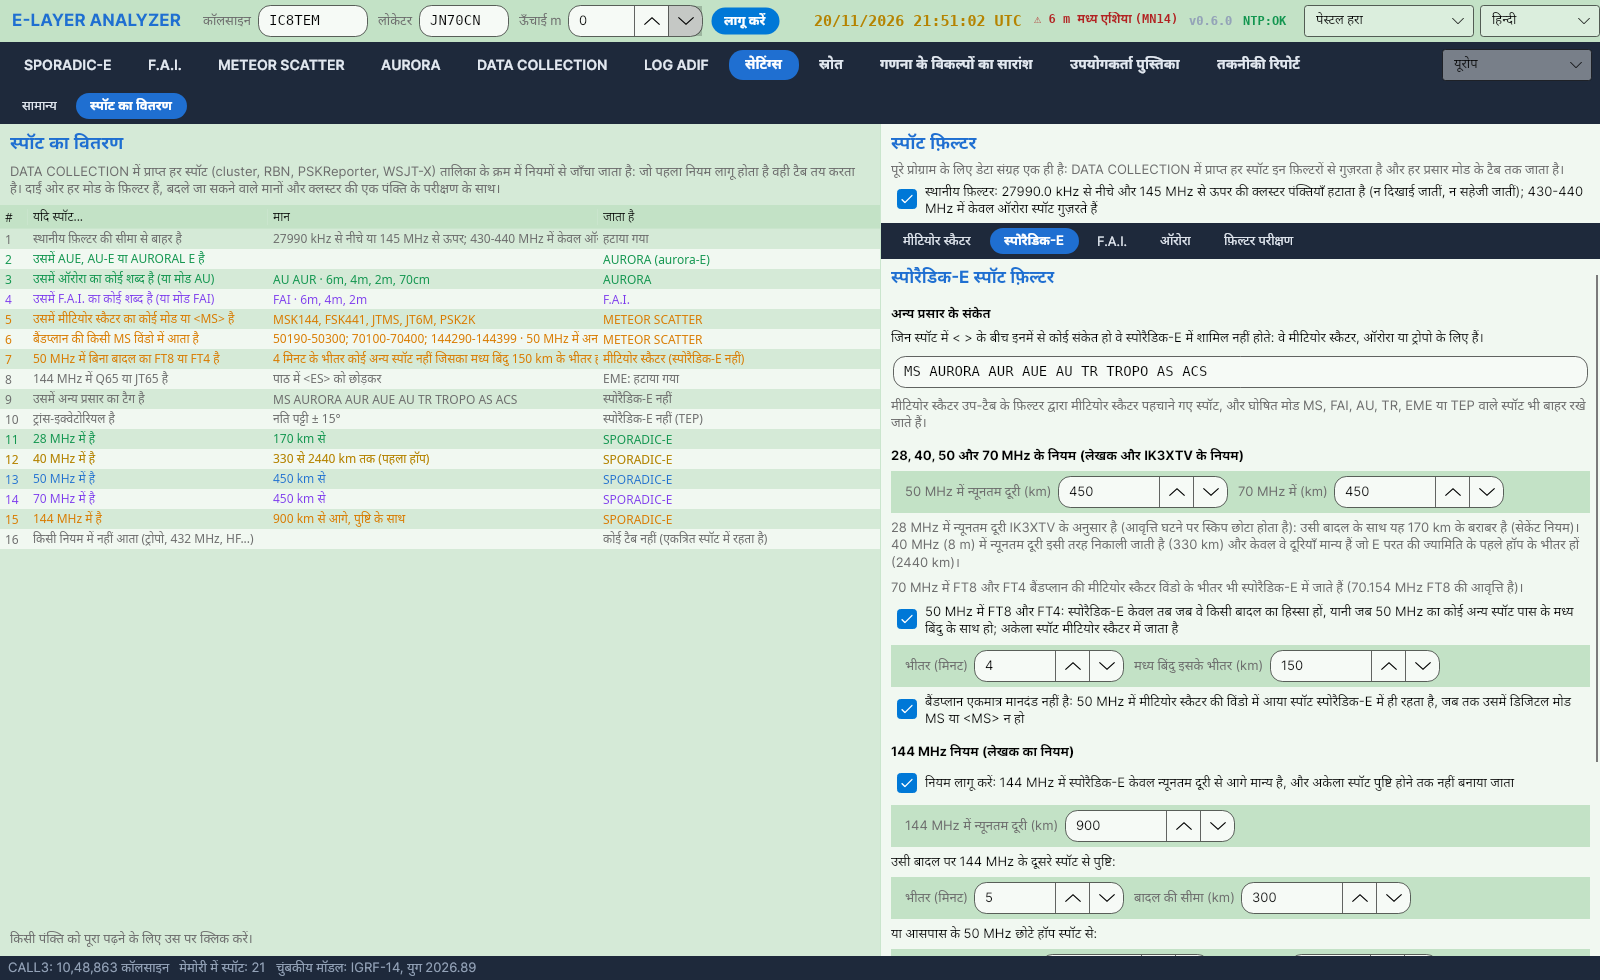 E-LAYER ANALYZER कॉलसाइन IC8TEM लोकेटर JN70CN ऊँचाई m 0 लागू करें 20/11/2026 21:51:02 UTC ⚠ 6 m मध्य एशिया (MN14) v0.6.0 NTP:OK पेस्टल हरा हिन्दी
SPORADIC-E F.A.I. METEOR SCATTER AURORA DATA COLLECTION LOG ADIF सेटिंग्स स्रोत गणना के विकल्पों का सारांश उपयोगकर्ता पुस्तिका तकनीकी रिपोर्ट यूरोप
सामान्य स्पॉट का वितरण
स्पॉट का वितरण
DATA COLLECTION में प्राप्त हर स्पॉट (cluster, RBN, PSKReporter, WSJT-X) तालिका के क्रम में नियमों से जाँचा जाता है: जो पहला नियम लागू होता है वही टैब तय करता
है। दाईं ओर हर मोड के फ़िल्टर हैं, बदले जा सकने वाले मानों और क्लस्टर की एक पंक्ति के परीक्षण के साथ।
# यदि स्पॉट... मान जाता है
1 स्थानीय फ़िल्टर की सीमा से बाहर है 27990 kHz से नीचे या 145 MHz से ऊपर; 430-440 MHz में केवल ऑ हटाया गया
2 उसमें AUE, AU-E या AURORAL E है AURORA (aurora-E)
3 उसमें ऑरोरा का कोई शब्द है (या मोड AU) AU AUR · 6m, 4m, 2m, 70cm AURORA
4 उसमें F.A.I. का कोई शब्द है (या मोड FAI) FAI · 6m, 4m, 2m F.A.I.
5 उसमें मीटियोर स्कैटर का कोई मोड या <MS> है MSK144, FSK441, JTMS, JT6M, PSK2K METEOR SCATTER
6 बैंडप्लान की किसी MS विंडो में आता है 50190-50300; 70100-70400; 144290-144399 · 50 MHz में अन METEOR SCATTER
7 50 MHz में बिना बादल का FT8 या FT4 है 4 मिनट के भीतर कोई अन्य स्पॉट नहीं जिसका मध्य बिंदु 150 km के भीतर ह मीटियोर स्कैटर (स्पोरैडिक-E नहीं)
8 144 MHz में Q65 या JT65 है पाठ में <ES> को छोड़कर EME: हटाया गया
9 उसमें अन्य प्रसार का टैग है MS AURORA AUR AUE AU TR TROPO AS ACS स्पोरैडिक-E नहीं
10 ट्रांस-इक्वेटोरियल है नति पट्टी ± 15° स्पोरैडिक-E नहीं (TEP)
11 28 MHz में है 170 km से SPORADIC-E
12 40 MHz में है 330 से 2440 km तक (पहला हॉप) SPORADIC-E
13 50 MHz में है 450 km से SPORADIC-E
14 70 MHz में है 450 km से SPORADIC-E
15 144 MHz में है 900 km से आगे, पुष्टि के साथ SPORADIC-E
16 किसी नियम में नहीं आता (ट्रोपो, 432 MHz, HF...) कोई टैब नहीं (एकत्रित स्पॉट में रहता है)
किसी पंक्ति को पूरा पढ़ने के लिए उस पर क्लिक करें।
स्पॉट फ़िल्टर
पूरे प्रोग्राम के लिए डेटा संग्रह एक ही है: DATA COLLECTION में प्राप्त हर स्पॉट इन फ़िल्टरों से गुज़रता है और हर प्रसार मोड के टैब तक जाता है।
स्थानीय फ़िल्टर: 27990.0 kHz से नीचे और 145 MHz से ऊपर की क्लस्टर पंक्तियाँ हटाता है (न दिखाई जातीं, न सहेजी जातीं); 430-440
MHz में केवल ऑरोरा स्पॉट गुज़रते हैं
मीटियोर स्कैटर स्पोरैडिक-E F.A.I. ऑरोरा फ़िल्टर परीक्षण
स्पोरैडिक-E स्पॉट फ़िल्टर
अन्य प्रसार के संकेत
जिन स्पॉट में < > के बीच इनमें से कोई संकेत हो वे स्पोरैडिक-E में शामिल नहीं होते: वे मीटियोर स्कैटर, ऑरोरा या ट्रोपो के लिए हैं।
MS AURORA AUR AUE AU TR TROPO AS ACS
मीटियोर स्कैटर उप-टैब के फ़िल्टर द्वारा मीटियोर स्कैटर पहचाने गए स्पॉट, और घोषित मोड MS, FAI, AU, TR, EME या TEP वाले स्पॉट भी बाहर रखे
जाते हैं।
28, 40, 50 और 70 MHz के नियम (लेखक और IK3XTV के नियम)
50 MHz में न्यूनतम दूरी (km) 450 70 MHz में (km) 450
28 MHz में न्यूनतम दूरी IK3XTV के अनुसार है (आवृत्ति घटने पर स्किप छोटा होता है): उसी बादल के साथ यह 170 km के बराबर है (सेकेंट नियम)।
40 MHz (8 m) में न्यूनतम दूरी इसी तरह निकाली जाती है (330 km) और केवल वे दूरियाँ मान्य हैं जो E परत की ज्यामिति के पहले हॉप के भीतर हों
(2440 km)।
70 MHz में FT8 और FT4 बैंडप्लान की मीटियोर स्कैटर विंडो के भीतर भी स्पोरैडिक-E में जाते हैं (70.154 MHz FT8 की आवृत्ति है)।
50 MHz में FT8 और FT4: स्पोरैडिक-E केवल तब जब वे किसी बादल का हिस्सा हों, यानी जब 50 MHz का कोई अन्य स्पॉट पास के मध्य
बिंदु के साथ हो; अकेला स्पॉट मीटियोर स्कैटर में जाता है
भीतर (मिनट) 4 मध्य बिंदु इसके भीतर (km) 150
बैंडप्लान एकमात्र मानदंड नहीं है: 50 MHz में मीटियोर स्कैटर की विंडो में आया स्पॉट स्पोरैडिक-E में ही रहता है, जब तक उसमें डिजिटल मोड
MS या <MS> न हो
144 MHz नियम (लेखक का नियम)
नियम लागू करें: 144 MHz में स्पोरैडिक-E केवल न्यूनतम दूरी से आगे मान्य है, और अकेला स्पॉट पुष्टि होने तक नहीं बनाया जाता
144 MHz में न्यूनतम दूरी (km) 900
उसी बादल पर 144 MHz के दूसरे स्पॉट से पुष्टि:
भीतर (मिनट) 5 बादल की सीमा (km) 300
या आसपास के 50 MHz छोटे हॉप स्पॉट से:
CALL3: 10,48,863 कॉलसाइन मेमोरी में स्पॉट: 21 चुंबकीय मॉडल: IGRF-14, युग 2026.89